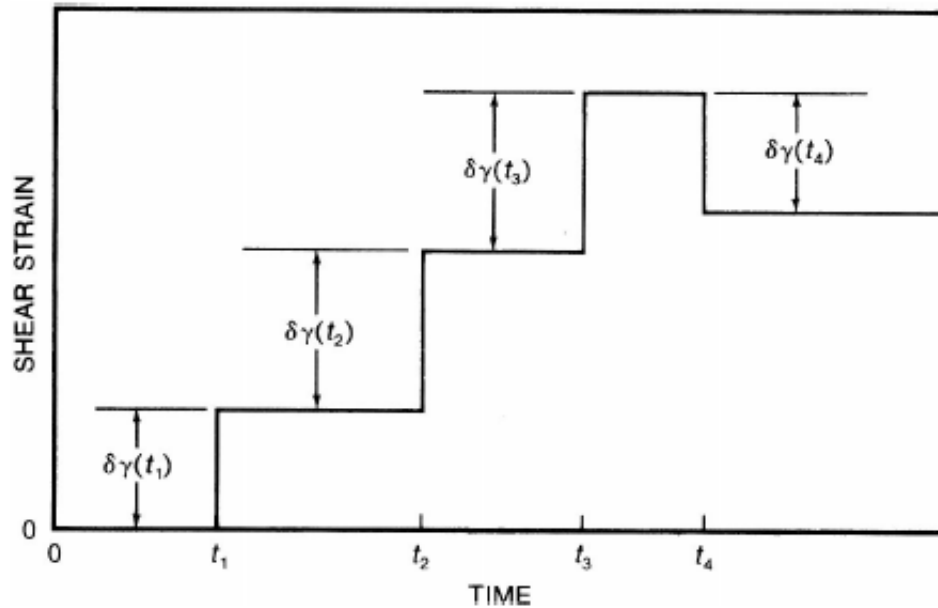 δγ(t₃)
δγ(t₄)
δγ(t₂)
δγ(t₁)
SHEAR STRAIN
0
0
t₁
t₂
t₃
t₄
TIME